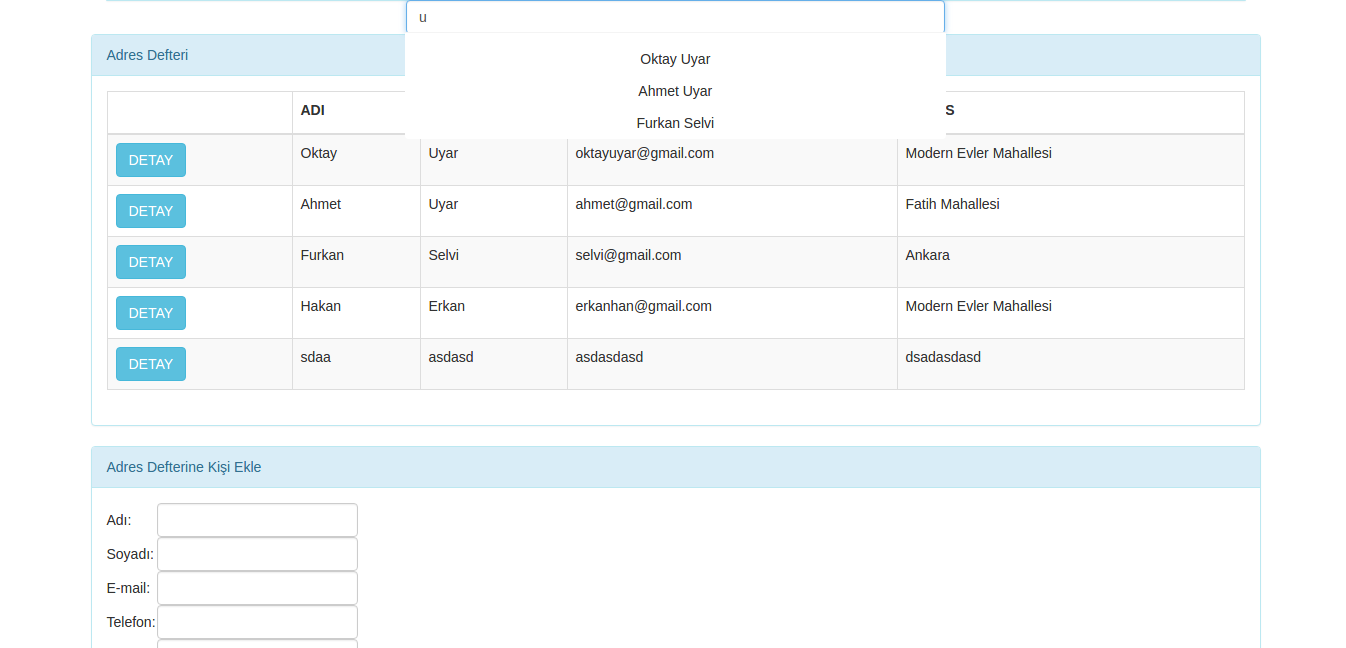 u
Oktay Uyar
Ahmet Uyar
Furkan Selvi
Adres Defteri
ADI S
DETAY Oktay Uyar oktayuyar@gmail.com Modern Evler Mahallesi
DETAY Ahmet Uyar ahmet@gmail.com Fatih Mahallesi
DETAY Furkan Selvi selvi@gmail.com Ankara
DETAY Hakan Erkan erkanhan@gmail.com Modern Evler Mahallesi
DETAY sdaa asdasd asdasdasd dsadasdasd
Adres Defterine Kişi Ekle
Adı:
Soyadı:
E-mail:
Telefon: